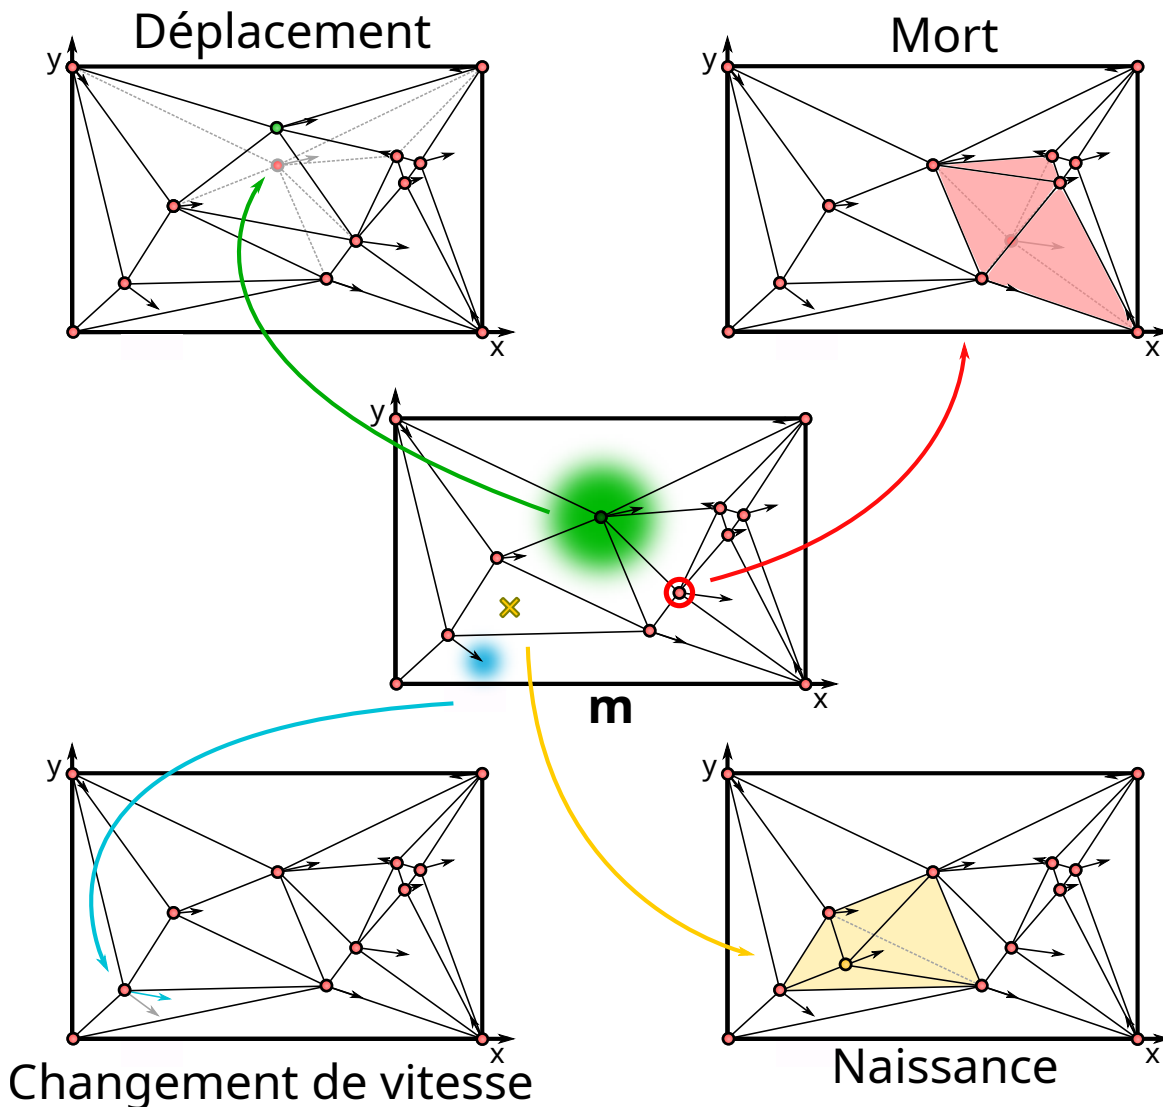 Déplacement
Mort
y
x
y
x
y
x
m
y
x
Changement de vitesse
y
x
Naissance